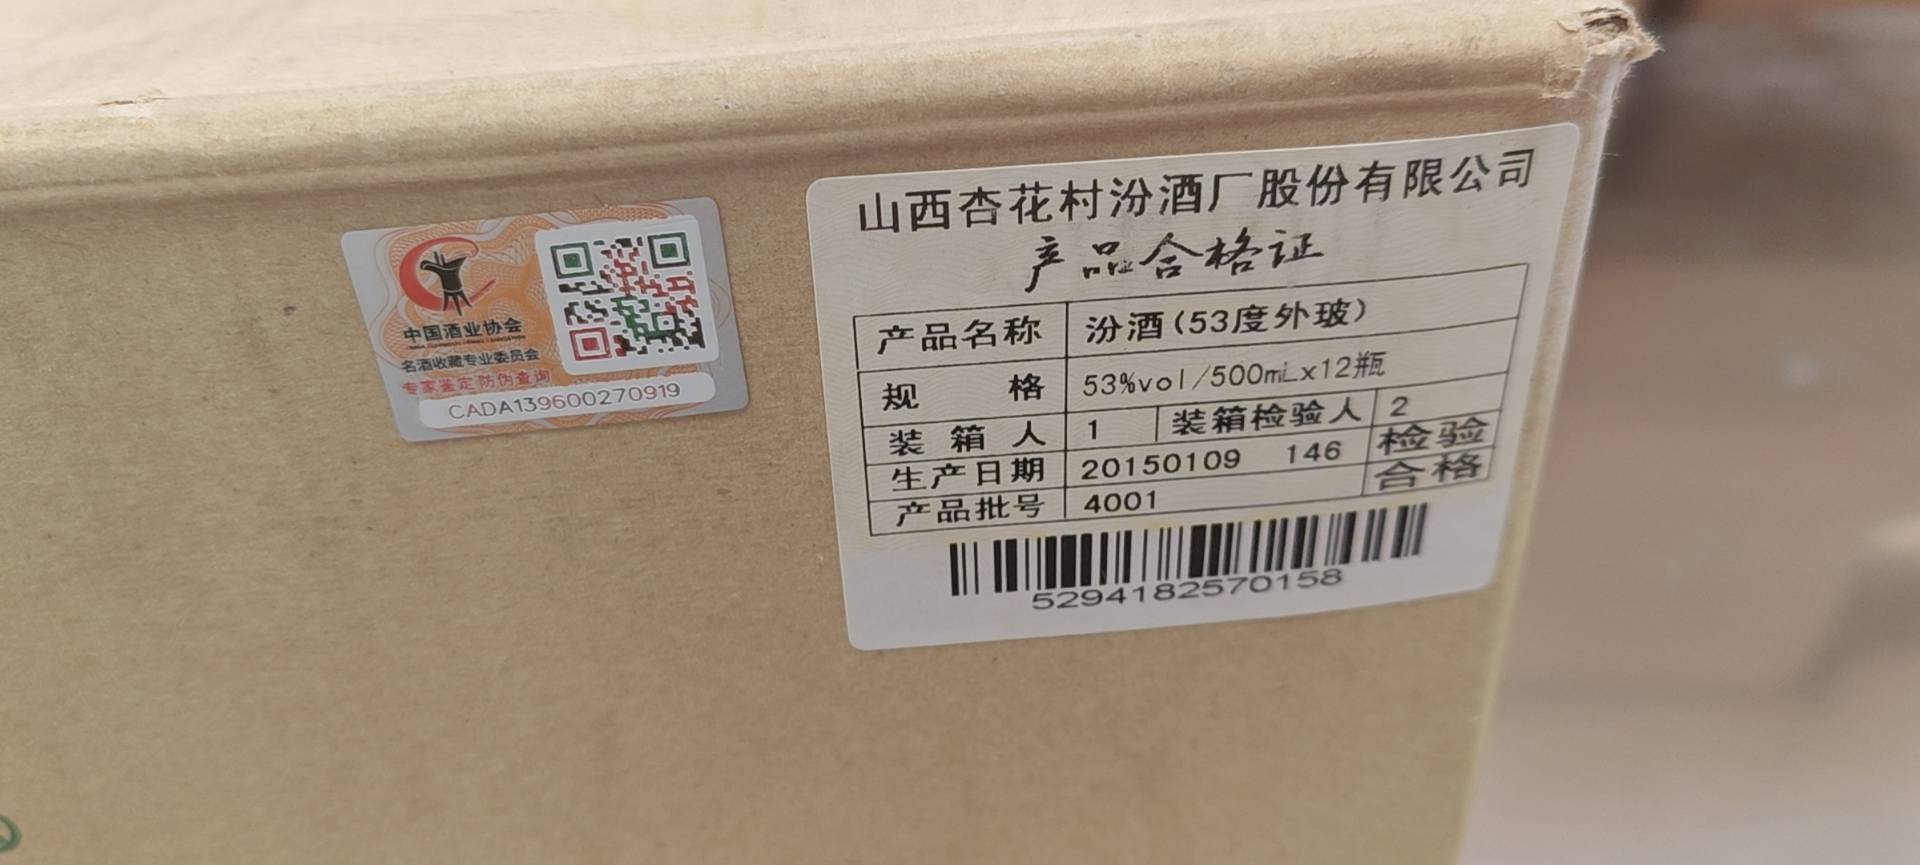 中国酒业协会
名酒收藏专业委员会
专家鉴定 防伪查询
CADA139600270919
山西杏花村汾酒厂股份有限公司
产品合格证
产品名称 汾酒(53度外玻)
规格 53%vol/500mLx12瓶
装箱人 1 装箱检验人 2
生产日期 20150109 146 检验
产品批号 4001 合格
5294182570158